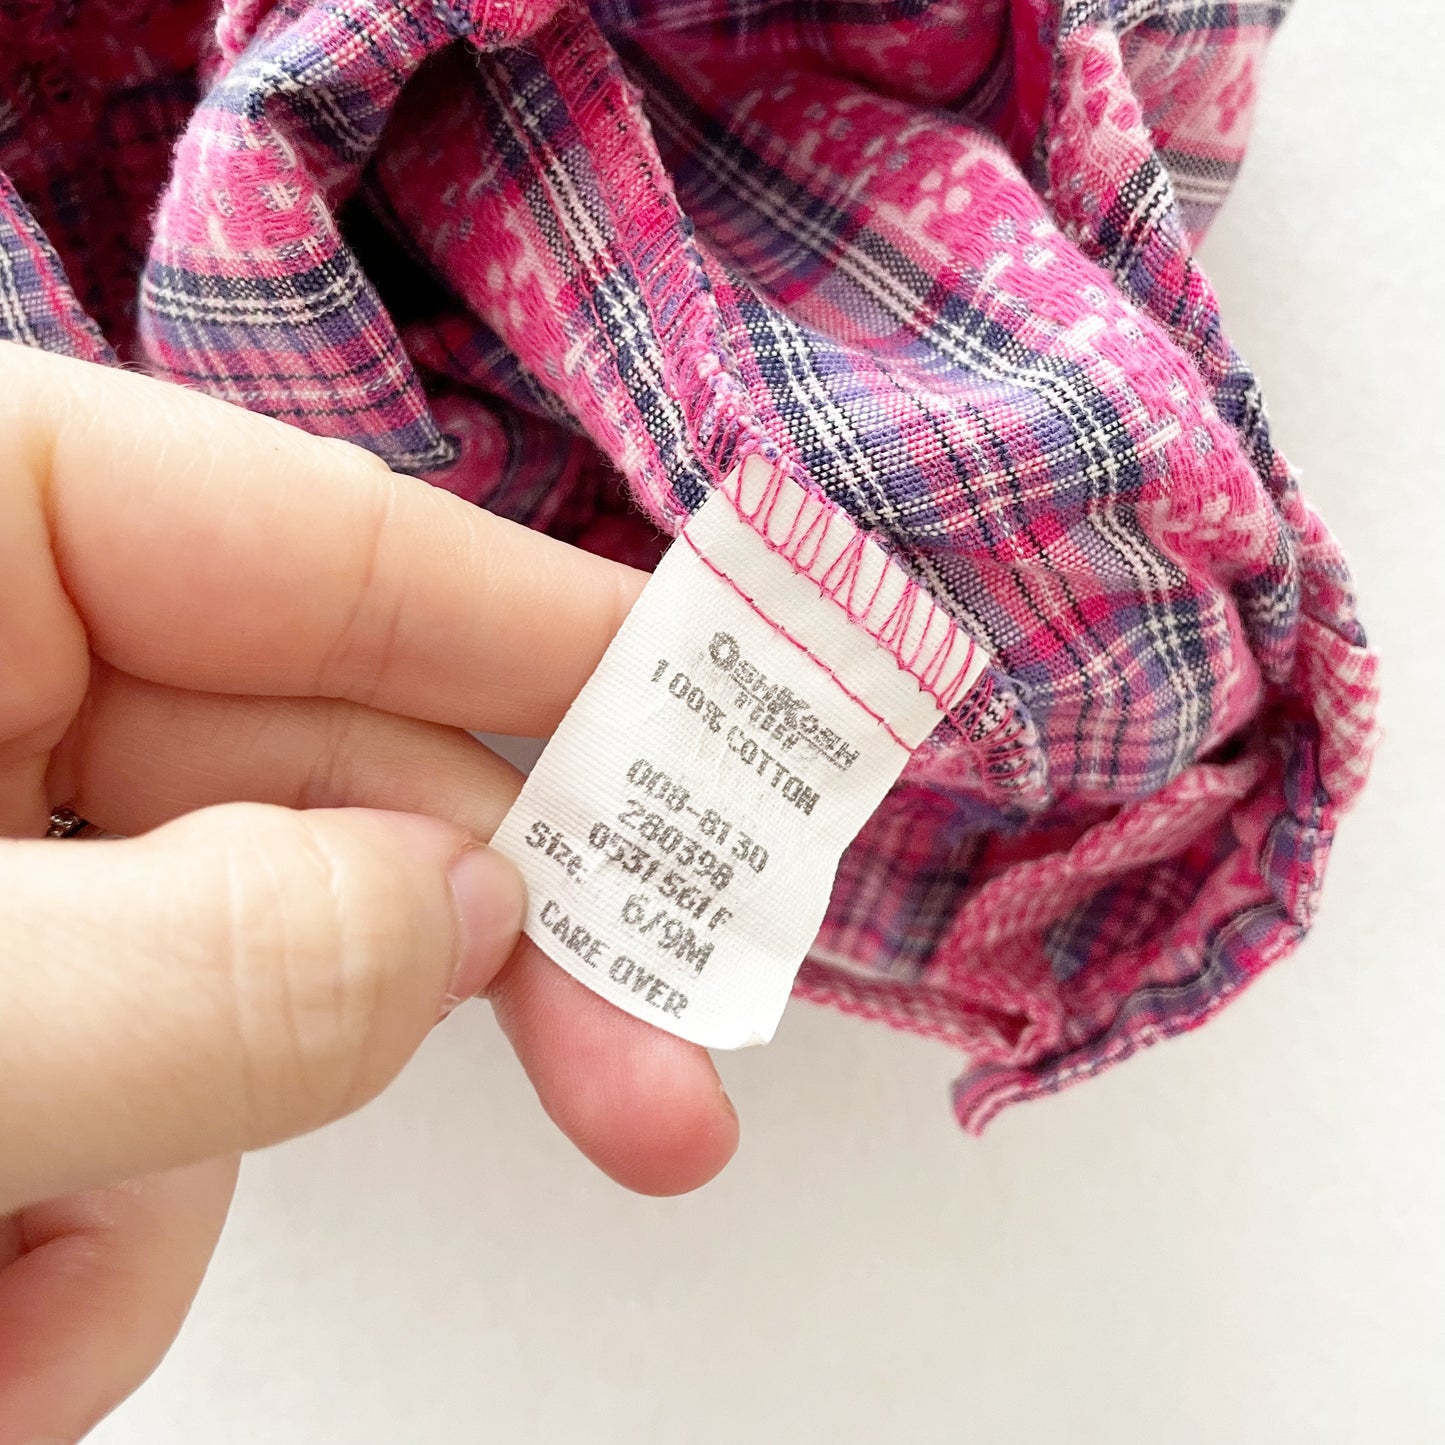 OSHKOSH
100% COTTON
008-8130
280398
0531561F
Size: 6/9M
CARE OVER